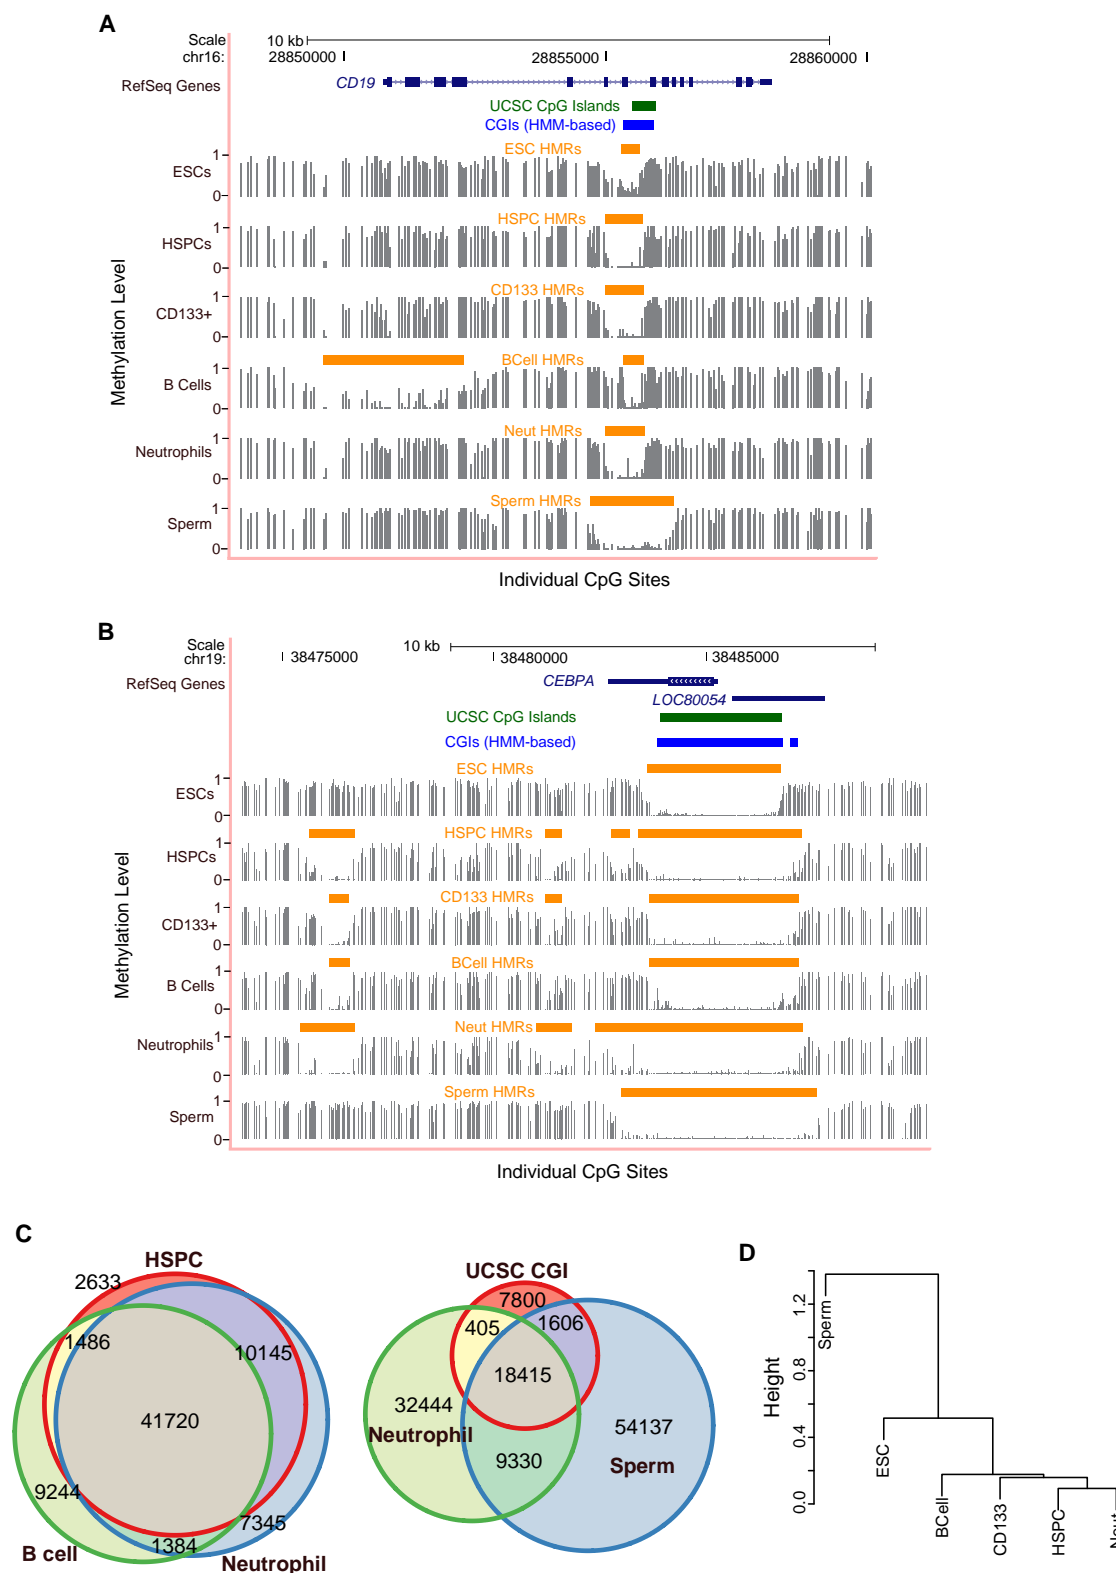 A
Scale
10 kb
chr16:
28850000
28855000
28860000
RefSeq Genes
CD19
UCSC CpG Islands
CGIs (HMM-based)
ESC HMRs
1
ESCs
0
HSPC HMRs
1
HSPCs
0
CD133 HMRs
1
CD133+
0
BCell HMRs
1
B Cells
0
Neut HMRs
1
Neutrophils
0
Sperm HMRs
1
Sperm
0
Methylation Level
Individual CpG Sites
B
Scale
10 kb
chr19:
38475000
38480000
38485000
RefSeq Genes
CEBPA
LOC80054
UCSC CpG Islands
CGIs (HMM-based)
ESC HMRs
1
ESCs
0
HSPC HMRs
1
HSPCs
0
CD133 HMRs
1
CD133+
0
BCell HMRs
1
B Cells
0
Neut HMRs
1
Neutrophils
0
Sperm HMRs
1
Sperm
0
Methylation Level
Individual CpG Sites
C
HSPC
2633
1486
10145
41720
9244
7345
1384
B cell
Neutrophil
UCSC CGI
7800
405
1606
18415
32444
Neutrophil
54137
9330
Sperm
D
Height
0.0
0.4
0.8
1.2
Sperm
ESC
BCell
CD133
HSPC
Neut